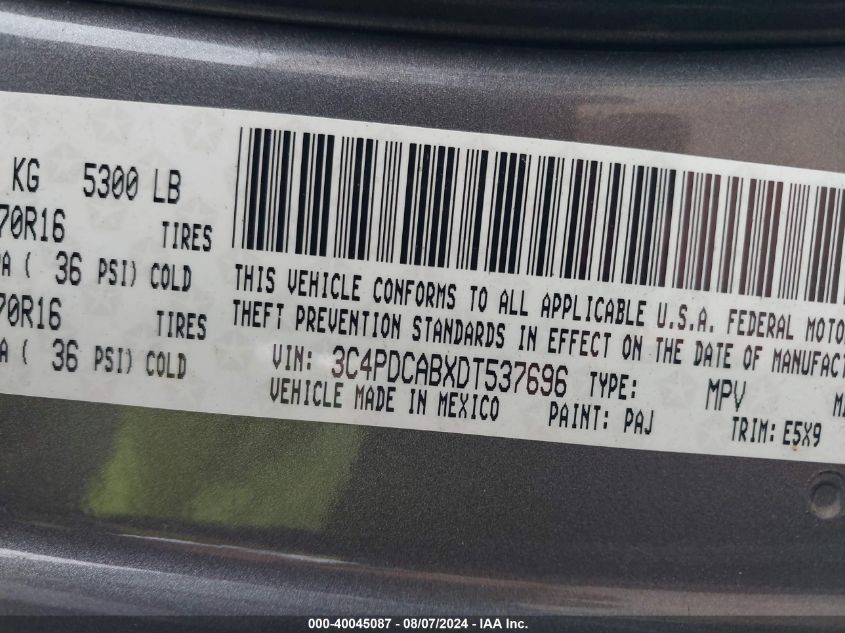 KG 5300 LB
70R16 TIRES
( 36 PSI) COLD
70R16 TIRES
( 36 PSI) COLD
THIS VEHICLE CONFORMS TO ALL APPLICABLE U.S.A. FEDERAL MOTO
THEFT PREVENTION STANDARDS IN EFFECT ON THE DATE OF MANUFACT
VIN: 3C4PDCABXDT537696 TYPE: MPV
VEHICLE MADE IN MEXICO PAINT: PAJ TRIM: E5X9
000-40045087 - 08/07/2024 - © IAA Inc.